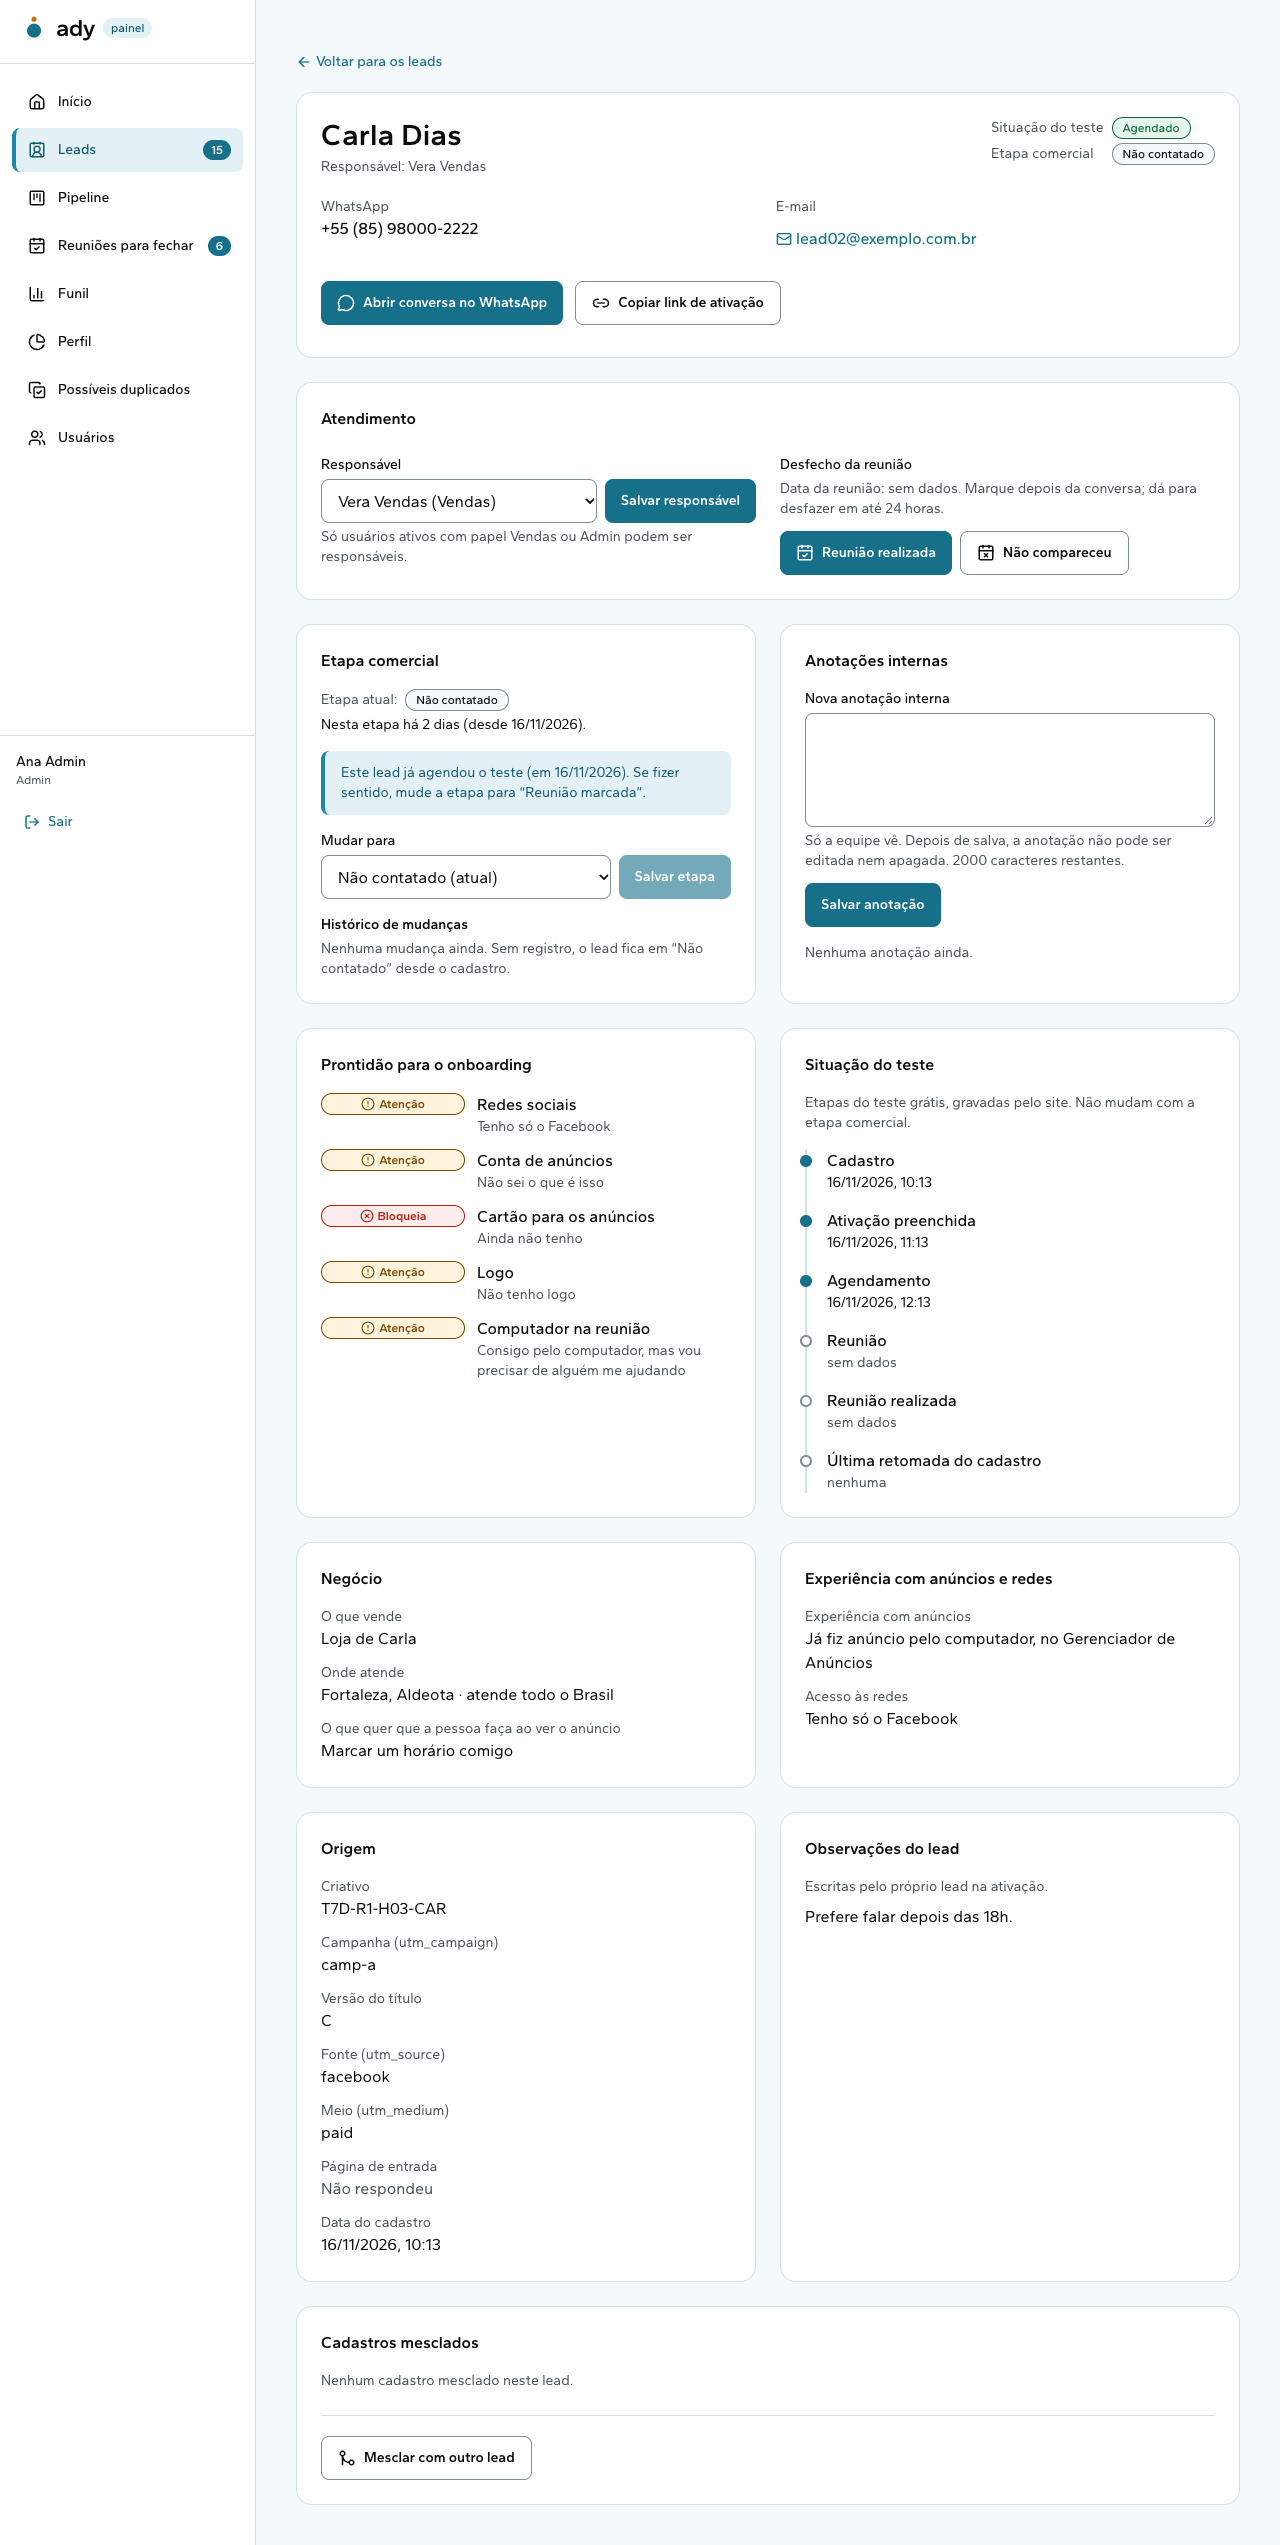 ady painel
Início
Leads 15
Pipeline
Reuniões para fechar 6
Funil
Perfil
Possíveis duplicados
Usuários
Ana Admin
Admin
Sair
Voltar para os leads
Carla Dias
Responsável: Vera Vendas
Situação do teste Agendado
Etapa comercial Não contatado
WhatsApp
+55 (85) 98000-2222
E-mail
lead02@exemplo.com.br
Abrir conversa no WhatsApp
Copiar link de ativação
Atendimento
Responsável
Vera Vendas (Vendas)
Salvar responsável
Só usuários ativos com papel Vendas ou Admin podem ser
responsáveis.
Desfecho da reunião
Data da reunião: sem dados. Marque depois da conversa; dá para
desfazer em até 24 horas.
Reunião realizada
Não compareceu
Etapa comercial
Etapa atual: Não contatado
Nesta etapa há 2 dias (desde 16/11/2026).
Este lead já agendou o teste (em 16/11/2026). Se fizer
sentido, mude a etapa para “Reunião marcada”.
Mudar para
Não contatado (atual)
Salvar etapa
Histórico de mudanças
Nenhuma mudança ainda. Sem registro, o lead fica em “Não
contatado” desde o cadastro.
Anotações internas
Nova anotação interna
Só a equipe vê. Depois de salva, a anotação não pode ser
editada nem apagada. 2000 caracteres restantes.
Salvar anotação
Nenhuma anotação ainda.
Prontidão para o onboarding
Atenção Redes sociais
Tenho só o Facebook
Atenção Conta de anúncios
Não sei o que é isso
Bloqueia Cartão para os anúncios
Ainda não tenho
Atenção Logo
Não tenho logo
Atenção Computador na reunião
Consigo pelo computador, mas vou
precisar de alguém me ajudando
Situação do teste
Etapas do teste grátis, gravadas pelo site. Não mudam com a
etapa comercial.
Cadastro
16/11/2026, 10:13
Ativação preenchida
16/11/2026, 11:13
Agendamento
16/11/2026, 12:13
Reunião
sem dados
Reunião realizada
sem dados
Última retomada do cadastro
nenhuma
Negócio
O que vende
Loja de Carla
Onde atende
Fortaleza, Aldeota · atende todo o Brasil
O que quer que a pessoa faça ao ver o anúncio
Marcar um horário comigo
Experiência com anúncios e redes
Experiência com anúncios
Já fiz anúncio pelo computador, no Gerenciador de
Anúncios
Acesso às redes
Tenho só o Facebook
Origem
Criativo
T7D-R1-H03-CAR
Campanha (utm_campaign)
camp-a
Versão do título
C
Fonte (utm_source)
facebook
Meio (utm_medium)
paid
Página de entrada
Não respondeu
Data do cadastro
16/11/2026, 10:13
Observações do lead
Escritas pelo próprio lead na ativação.
Prefere falar depois das 18h.
Cadastros mesclados
Nenhum cadastro mesclado neste lead.
Mesclar com outro lead